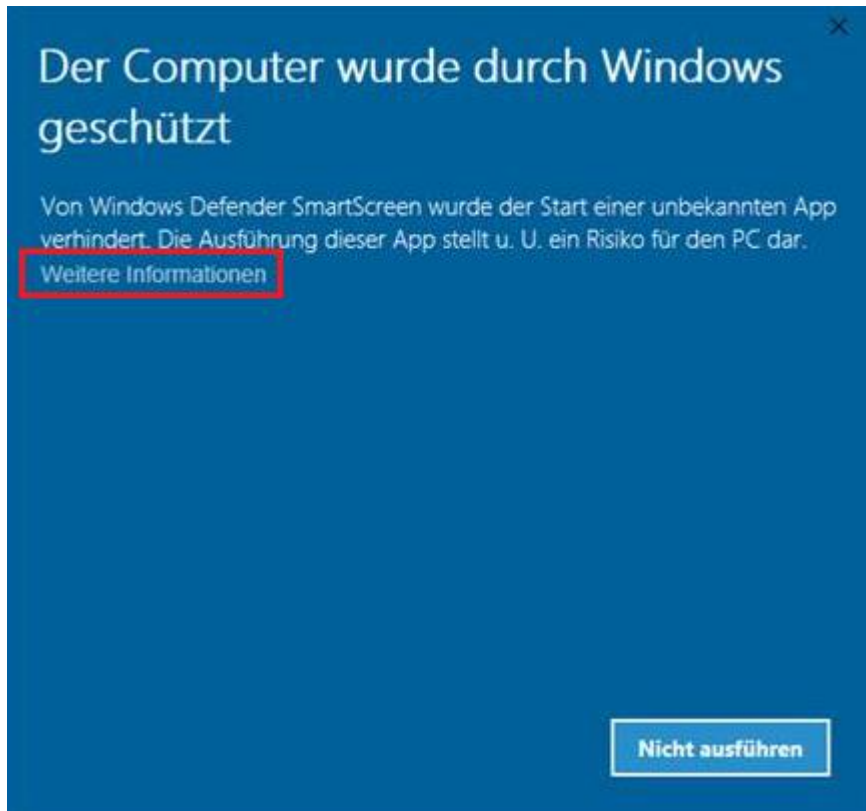 Der Computer wurde durch Windows
geschützt
Von Windows Defender SmartScreen wurde der Start einer unbekannten App
verhindert. Die Ausführung dieser App stellt u. U. ein Risiko für den PC dar.
Weitere Informationen
Nicht ausführen